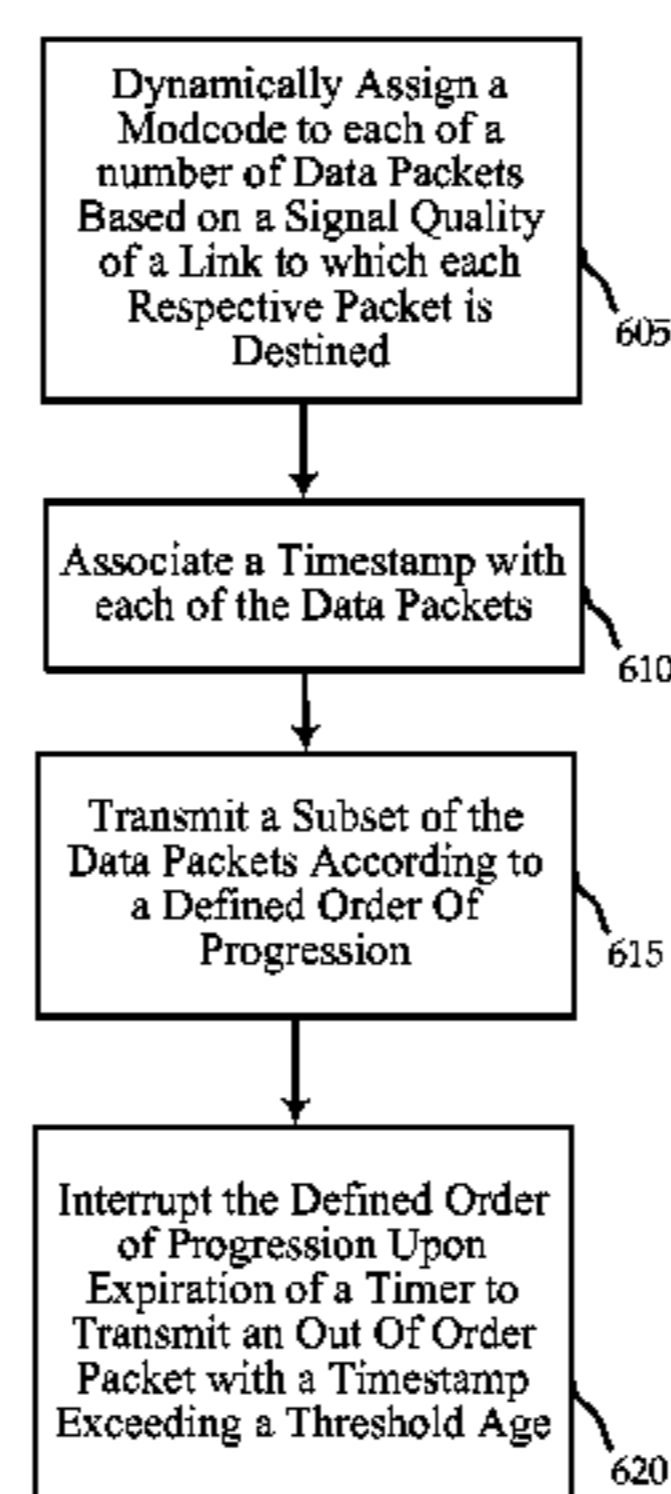 Dynamically Assign a
Modcode to each of a
number of Data Packets
Based on a Signal Quality
of a Link to which each
Respective Packet is
Destined
605
Associate a Timestamp with
each of the Data Packets
610
Transmit a Subset of the
Data Packets According to
a Defined Order Of
Progression
615
Interrupt the Defined Order
of Progression Upon
Expiration of a Timer to
Transmit an Out Of Order
Packet with a Timestamp
Exceeding a Threshold Age
620